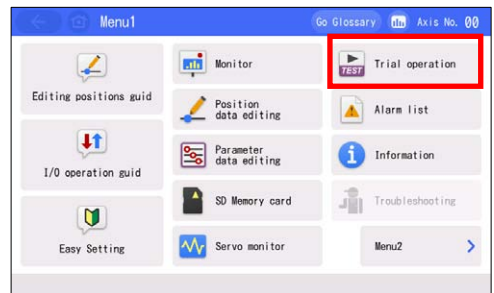 Menu1
Go Glossary
Axis No. 00
Editing positions guid
I/O operation guid
Easy Setting
Monitor
Position
data editing
Parameter
data editing
SD Memory card
Servo monitor
TEST
Trial operation
Alarm list
Information
Troubleshooting
Menu2